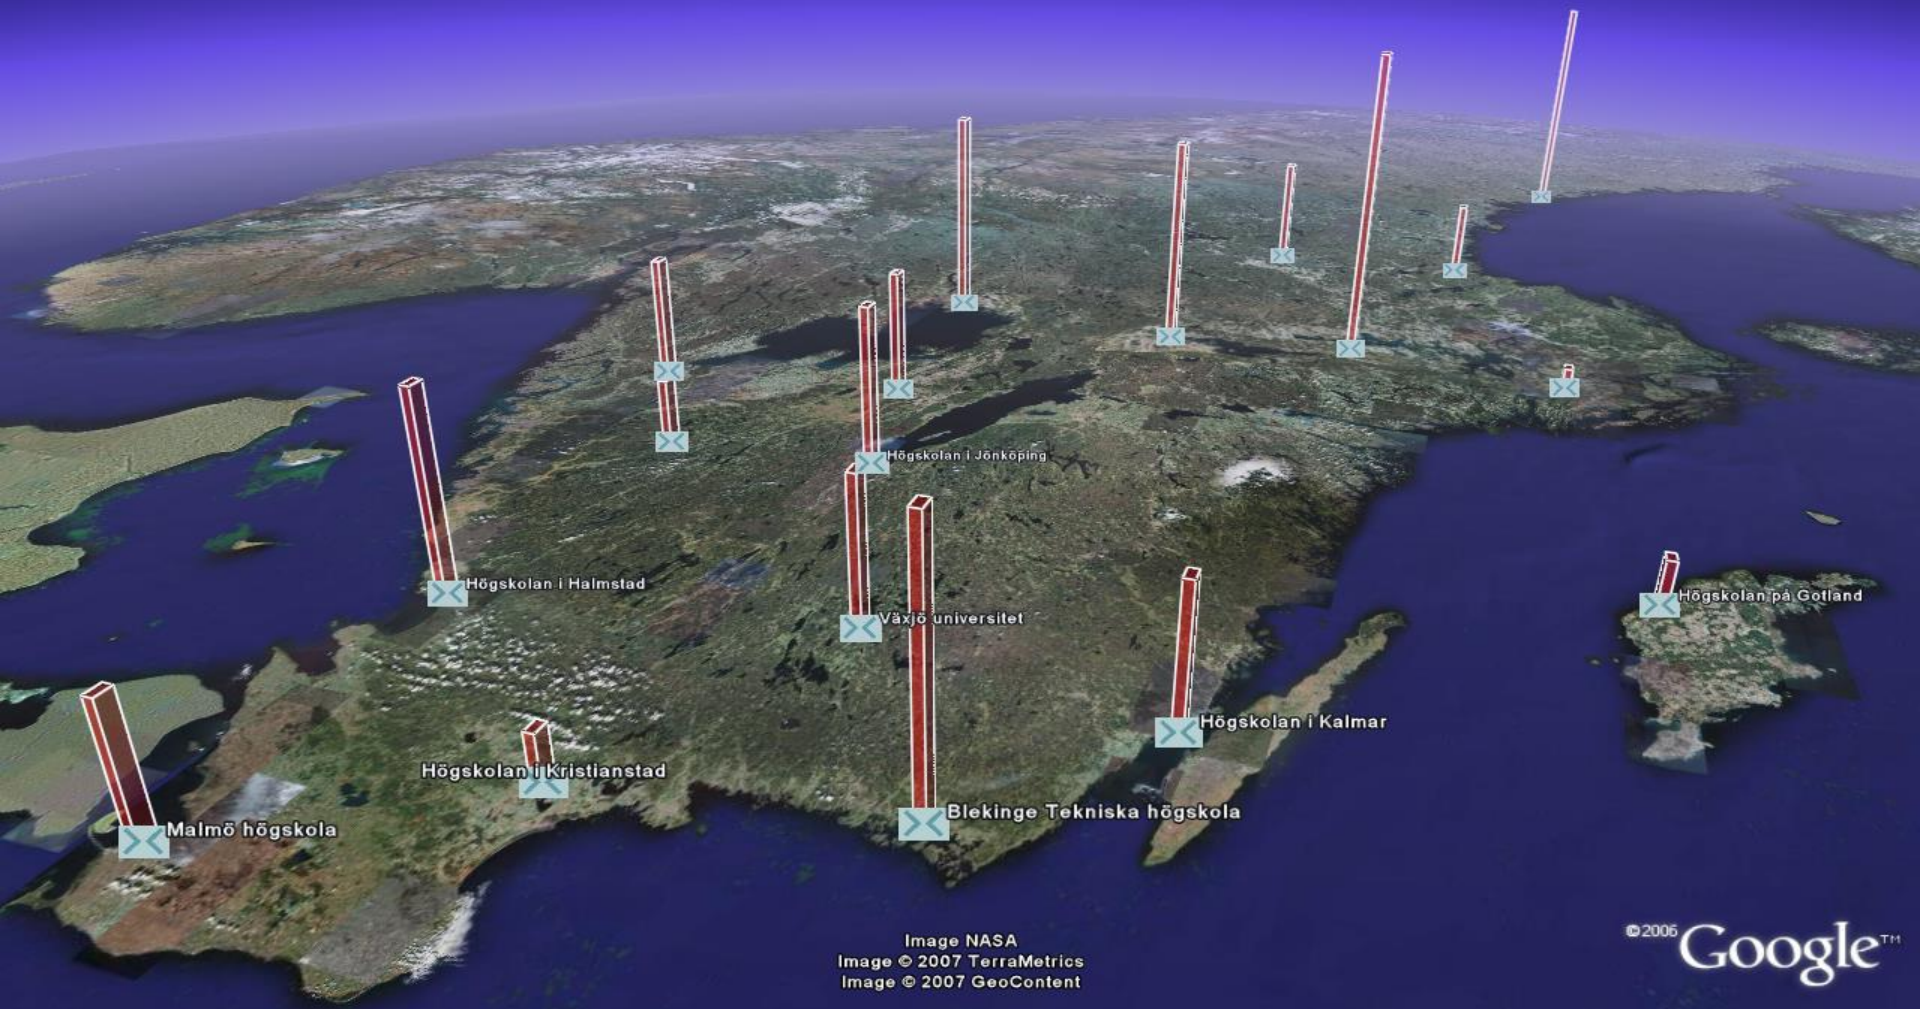 Högskolan i Jönköping
Högskolan i Halmstad
Högskolan på Gotland
Växjö universitet
Högskolan i Kalmar
Högskolan i Kristianstad
Blekinge Tekniska högskola
Malmö högskola
Image NASA
Image © 2007 TerraMetrics
Image © 2007 GeoContent
©2006 Google™